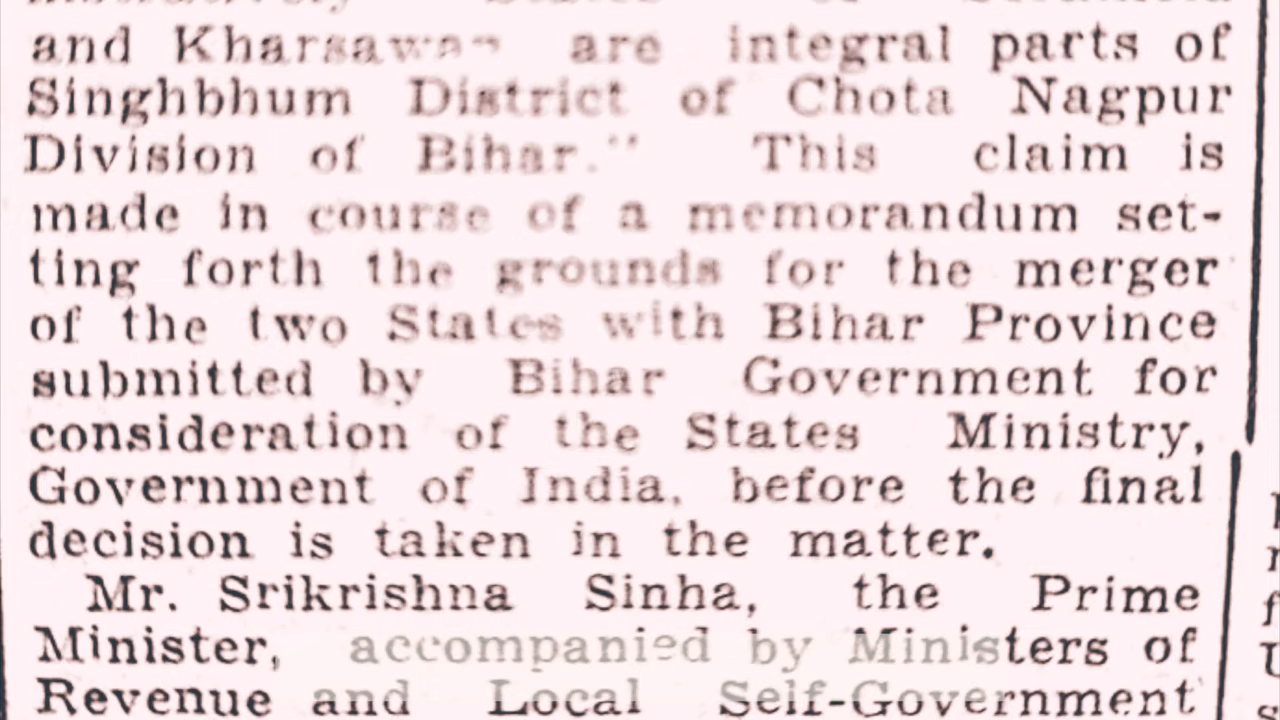 and Kharsawan are integral parts of
Singhbhum District of Chota Nagpur
Division of Bihar." This claim is
made in course of a memorandum set-
ting forth the grounds for the merger
of the two States with Bihar Province
submitted by Bihar Government for
consideration of the States Ministry,
Government of India, before the final
decision is taken in the matter.
Mr. Srikrishna Sinha, the Prime
Minister, accompanied by Ministers of
Revenue and Local Self-Government